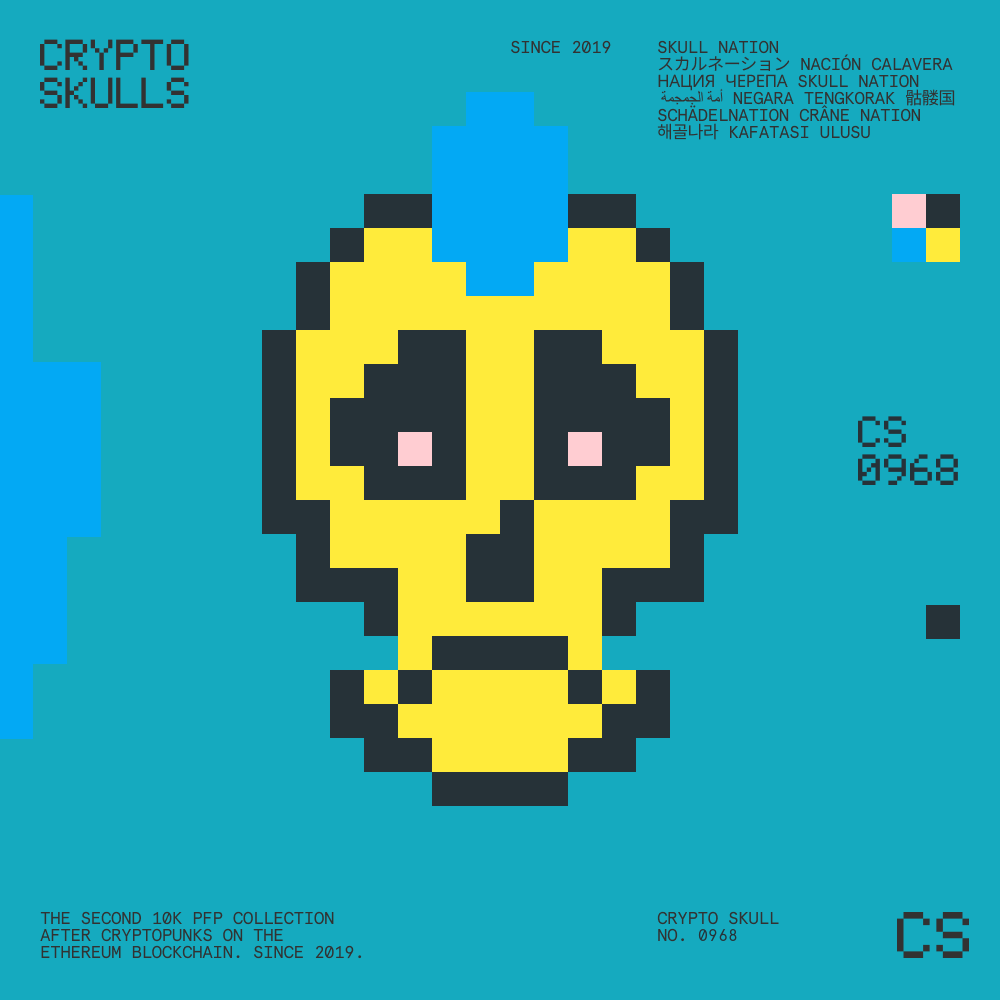 CRYPTO
SKULLS
SINCE 2019
SKULL NATION
スカルネーション NACIÓN CALAVERA
НАЦИЯ ЧЕРЕПА SKULL NATION
أمة الجمجمة NEGARA TENGKORAK 骷髅国
SCHÄDELNATION CRÂNE NATION
해골나라 KAFATASI ULUSU
CS
0968
THE SECOND 10K PFP COLLECTION
AFTER CRYPTOPUNKS ON THE
ETHEREUM BLOCKCHAIN. SINCE 2019.
CRYPTO SKULL
NO. 0968
CS